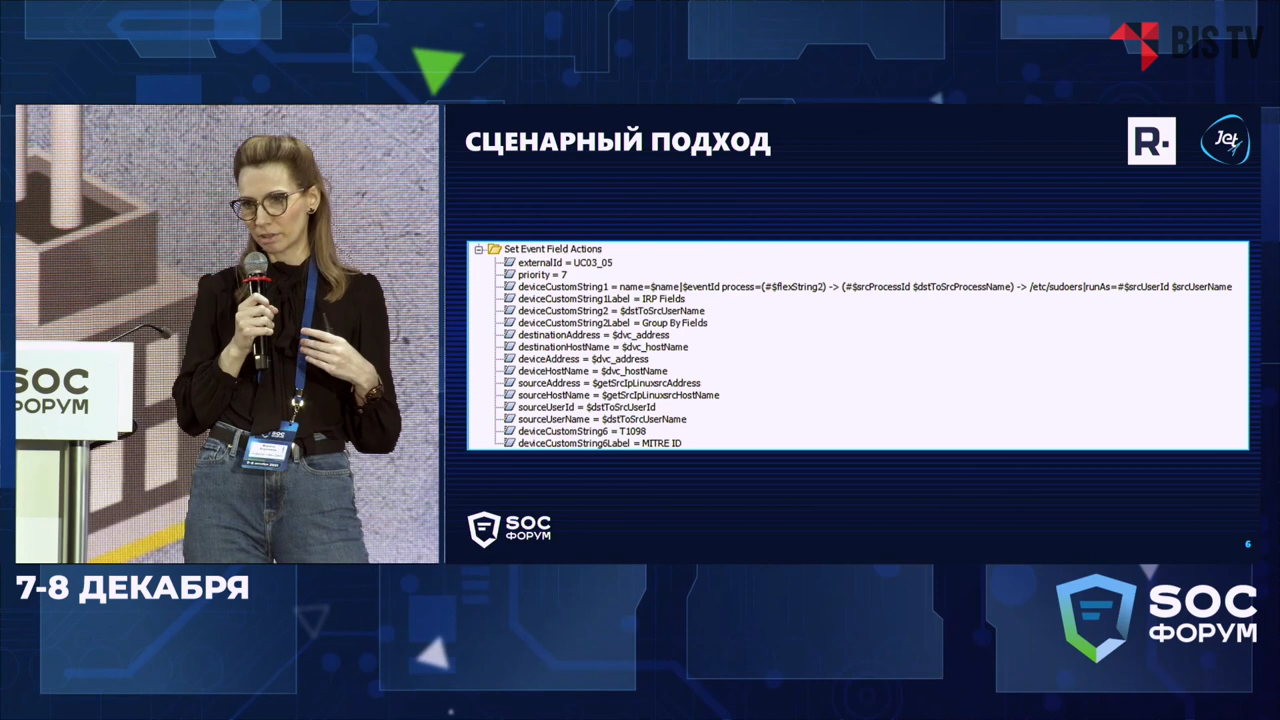 BIS TV
СЦЕНАРНЫЙ ПОДХОД
R.
Jet
Set Event Field Actions
externalId = UC03_05
priority = 7
deviceCustomString1 = name=$name|$eventId process=(#$flexString2) -> (#$srcProcessId $dstToSrcProcessName) -> /etc/sudoers|runAs=#$srcUserId $srcUserName
deviceCustomString1Label = IRP Fields
deviceCustomString2 = $dstToSrcUserName
deviceCustomString2Label = Group By Fields
destinationAddress = $dvc_address
destinationHostName = $dvc_hostName
deviceAddress = $dvc_address
deviceHostName = $dvc_hostName
sourceAddress = $getSrcIpLinuxsrcAddress
sourceHostName = $getSrcIpLinuxsrcHostName
sourceUserId = $dstToSrcUserId
sourceUserName = $dstToSrcUserName
deviceCustomString6 = T1098
deviceCustomString6Label = MITRE ID
SOC
ФОРУМ
6
SOC
ФОРУМ
SOC
7-8 ДЕКАБРЯ
SOC
ФОРУМ